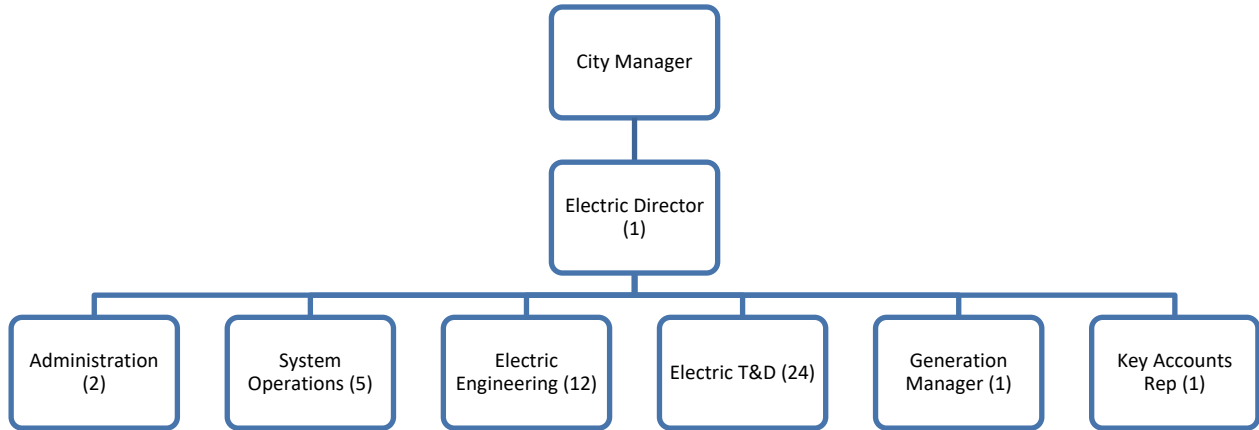 City Manager
Electric Director
(1)
Administration
(2)
System
Operations (5)
Electric
Engineering (12)
Electric T&D (24)
Generation
Manager (1)
Key Accounts
Rep (1)